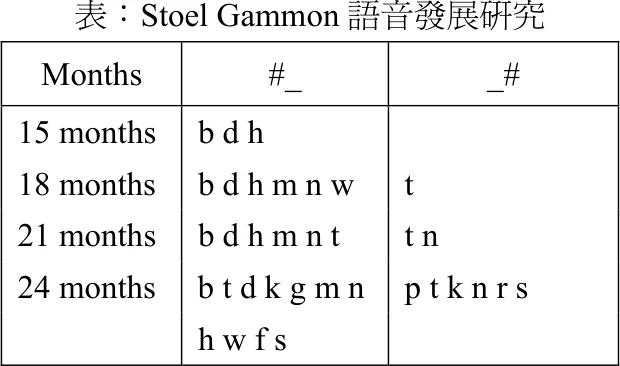 表：Stoel Gammon 語音發展研究
Months #_ _#
15 months b d h
18 months b d h m n w t
21 months b d h m n t t n
24 months b t d k g m n p t k n r s
h w f s